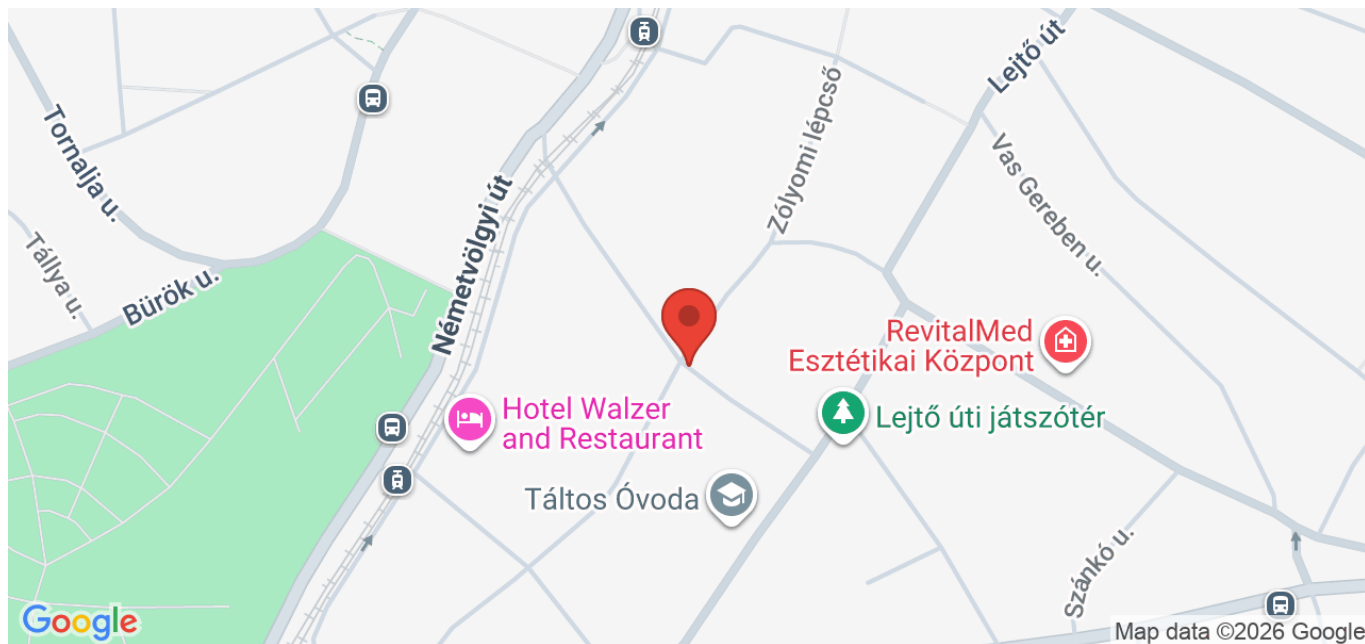 Lejtő út
Tornalja u.
Zólyomi lépcső
Vas Gereben u.
Németvölgyi út
Tállya u.
Bürök u.
RevitalMed
Esztétikai Központ
Hotel Walzer
and Restaurant
Lejtő úti játszótér
Táltos Óvoda
Szánkó u.
Google
Map data ©2026 Google